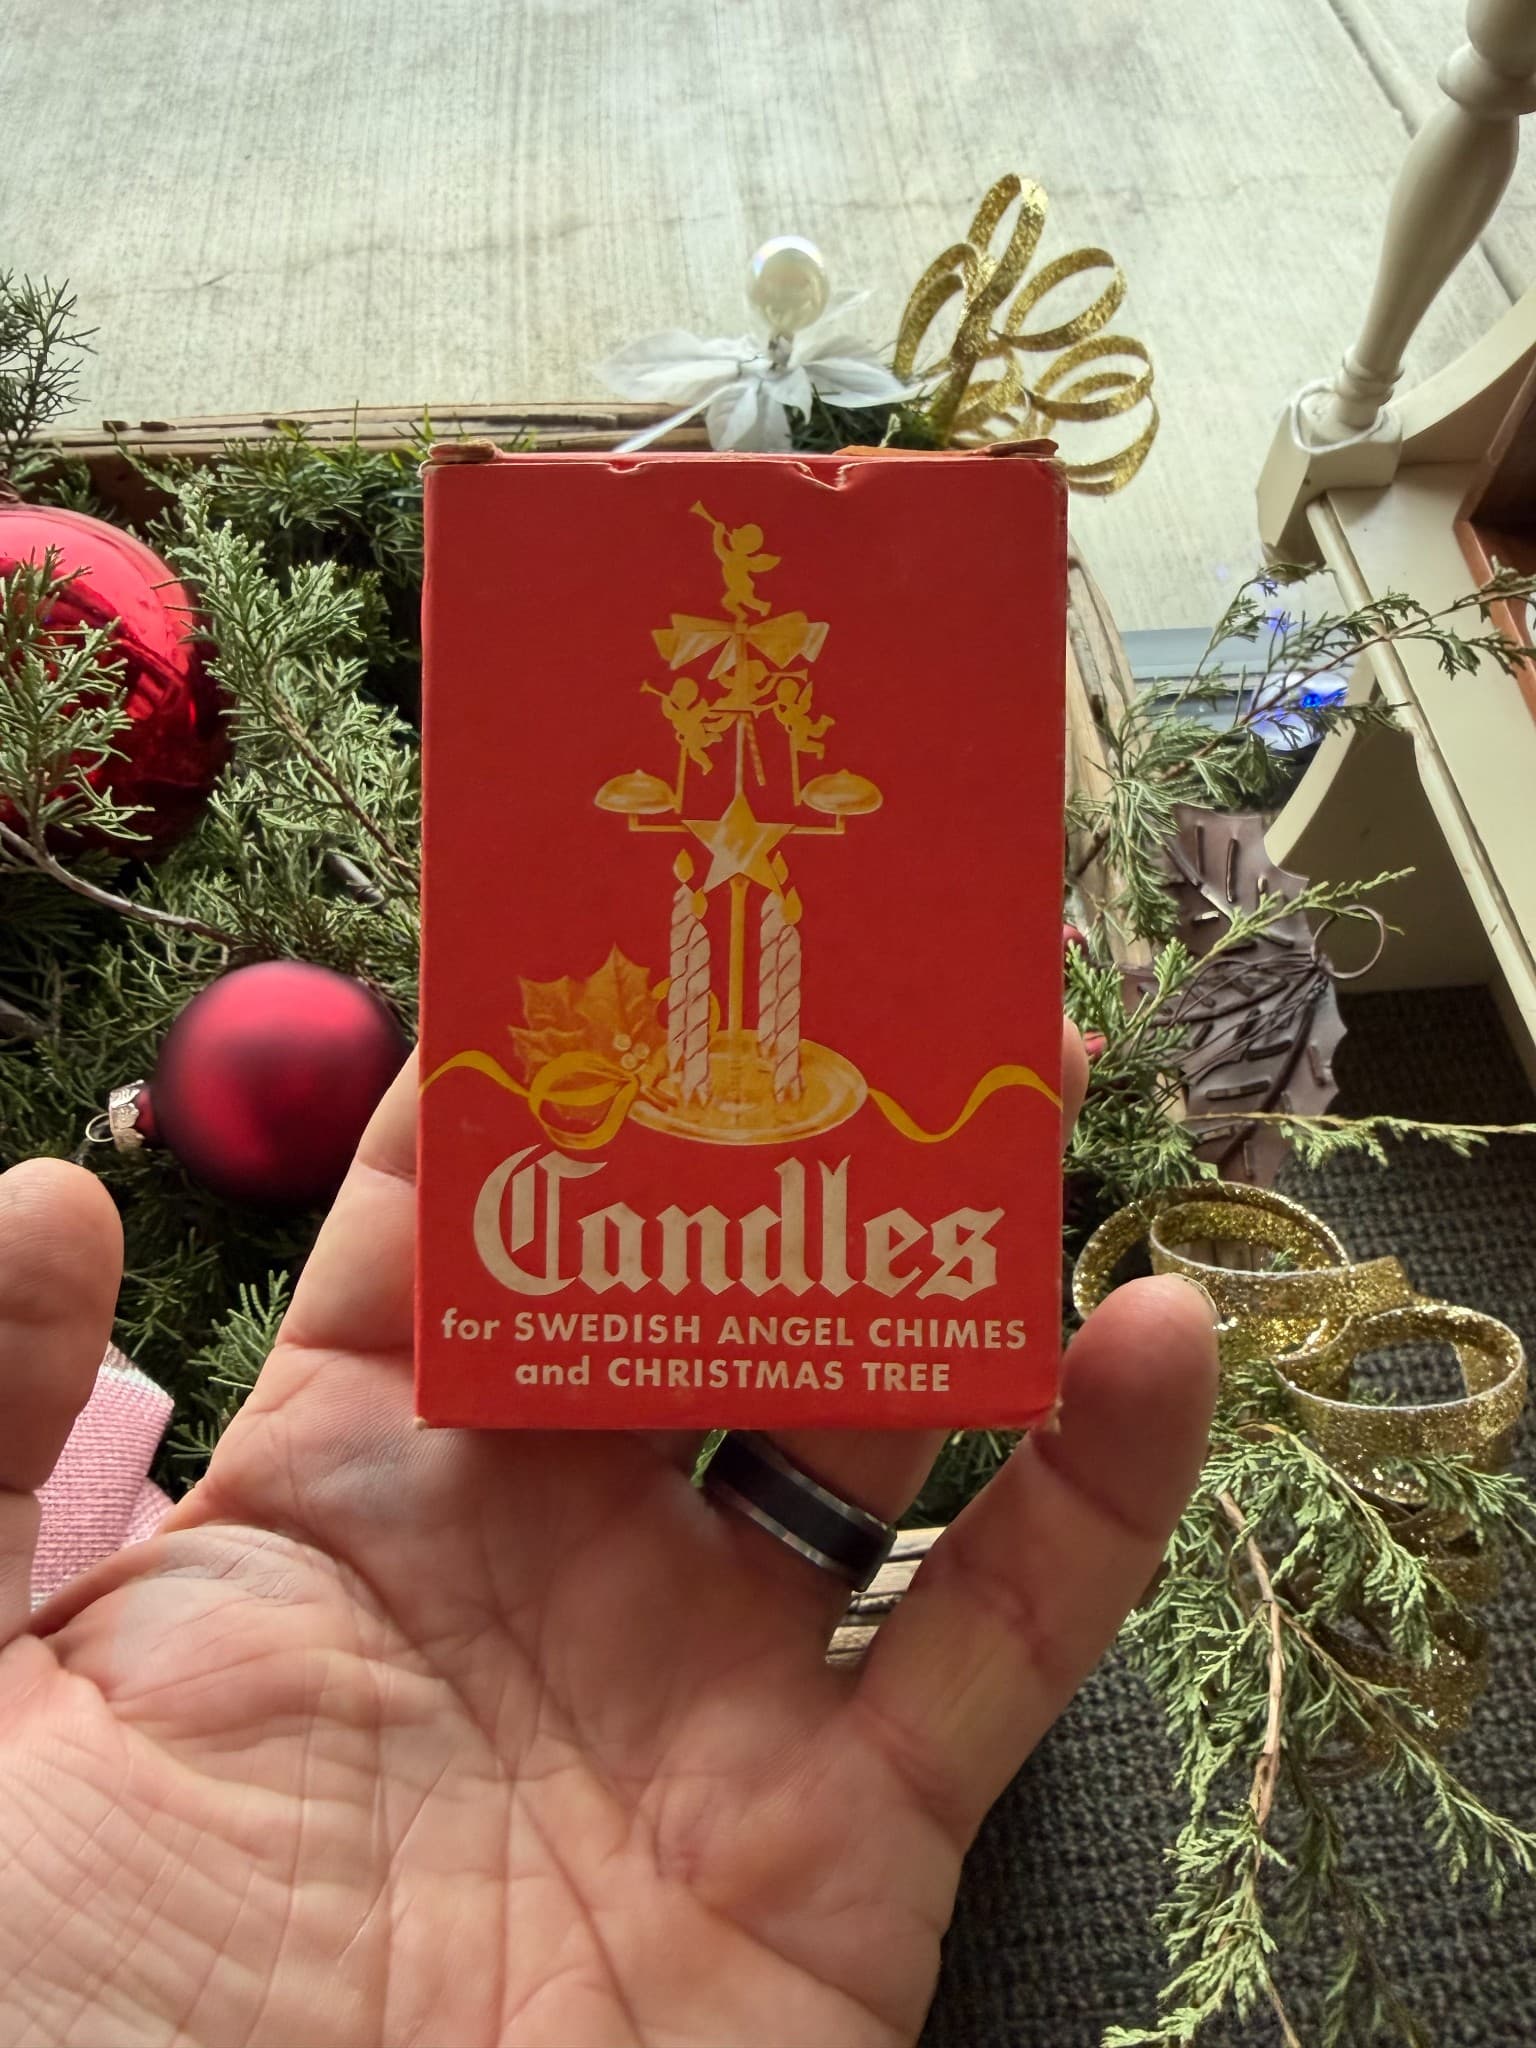 Candles
for SWEDISH ANGEL CHIMES
and CHRISTMAS TREE